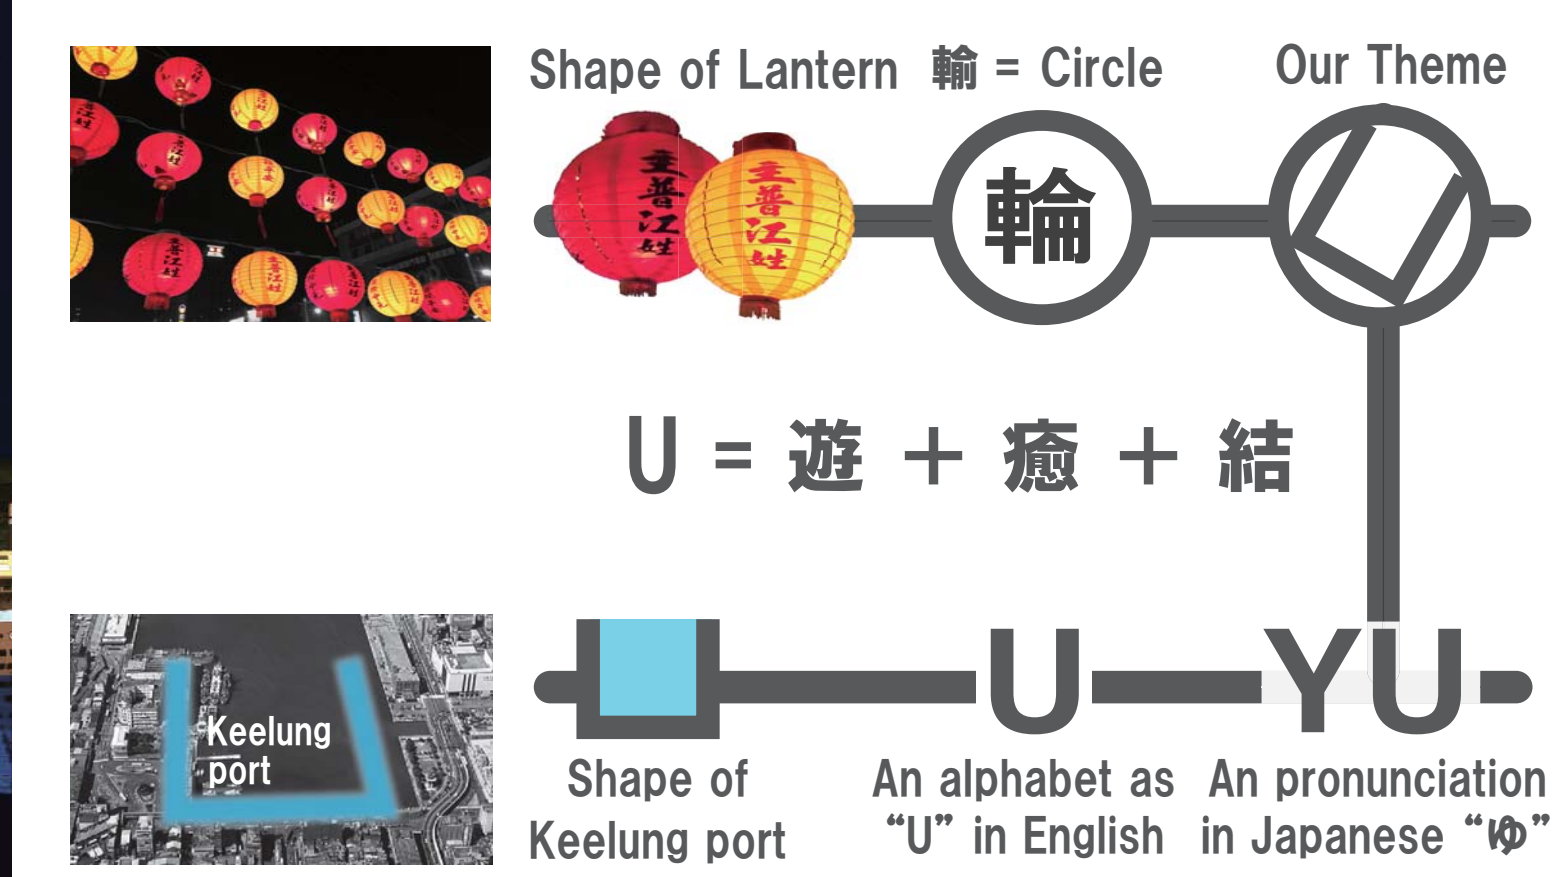 Shape of Lantern
輸 = Circle
Our Theme
主普江姓
主普江姓
輪
U = 遊 + 癒 + 結
Keelung
port
U
YU
Shape of
Keelung port
An alphabet as
“U” in English
An pronunciation
in Japanese “ゆ”